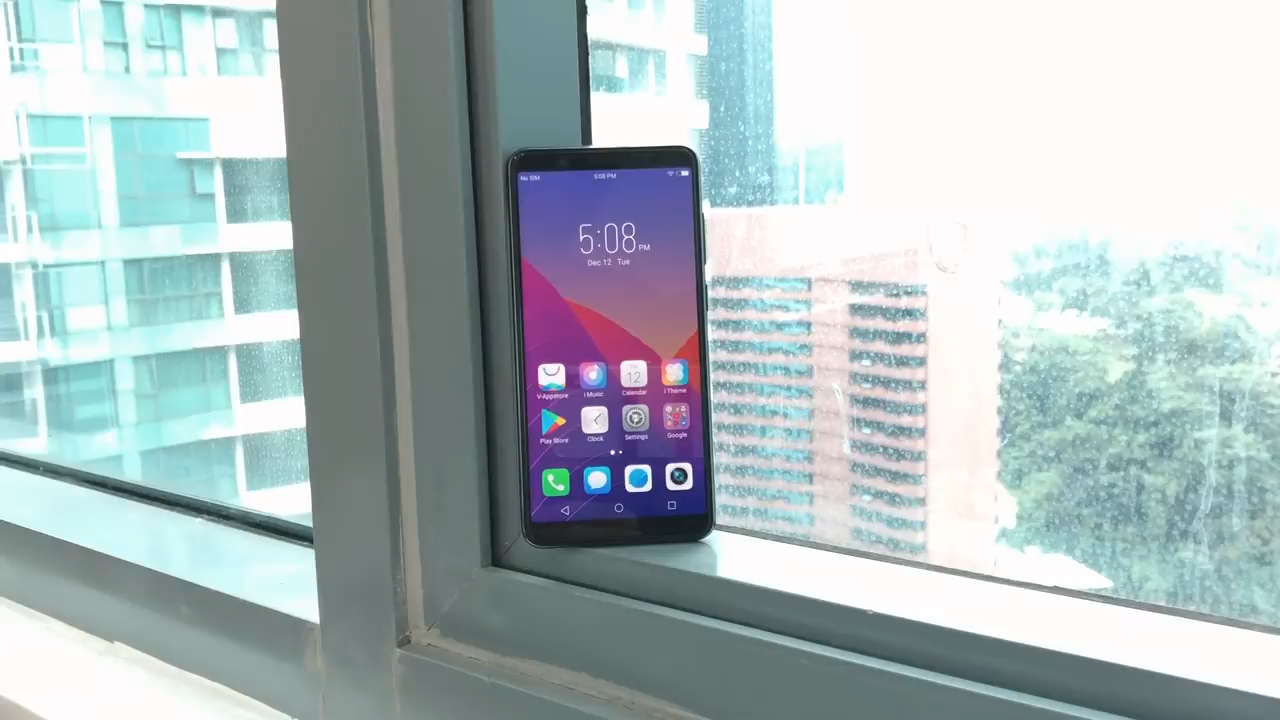 No SIM 5:08 PM
5:08 PM
Dec 12 Tue
Thu
12
V-Appstore i Music Calendar i Theme
Play Store Clock Settings Google